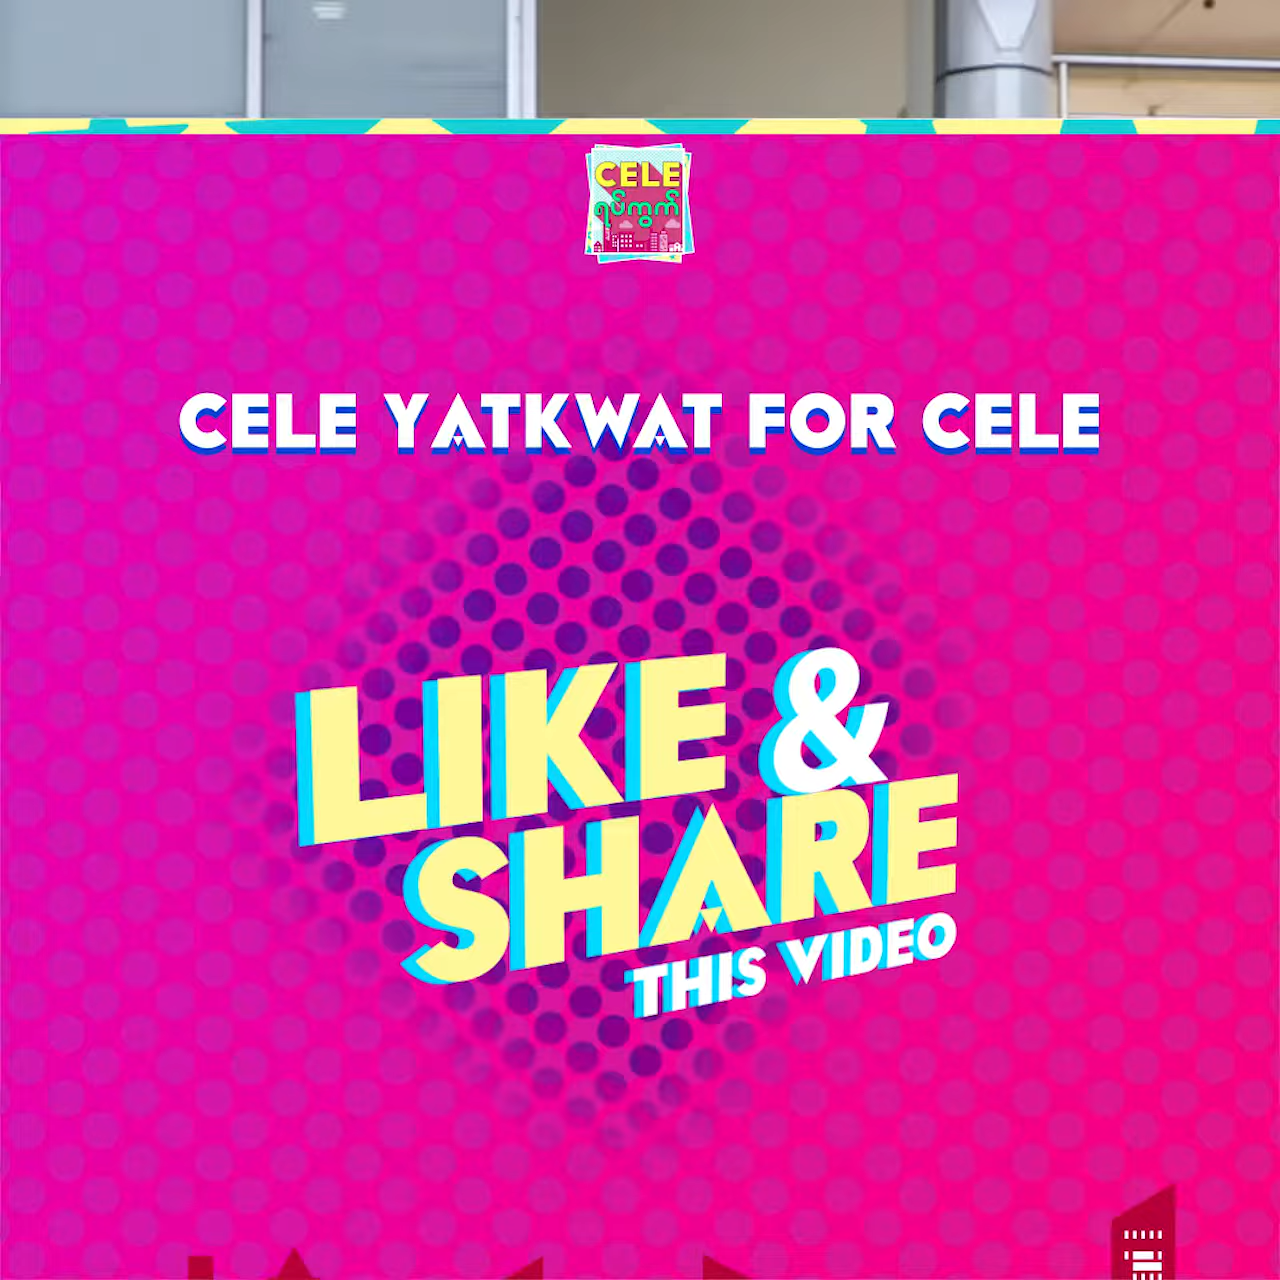 CELE
ရပ်ကွက်
CELE YATKWAT FOR CELE
LIKE &
SHARE
THIS VIDEO